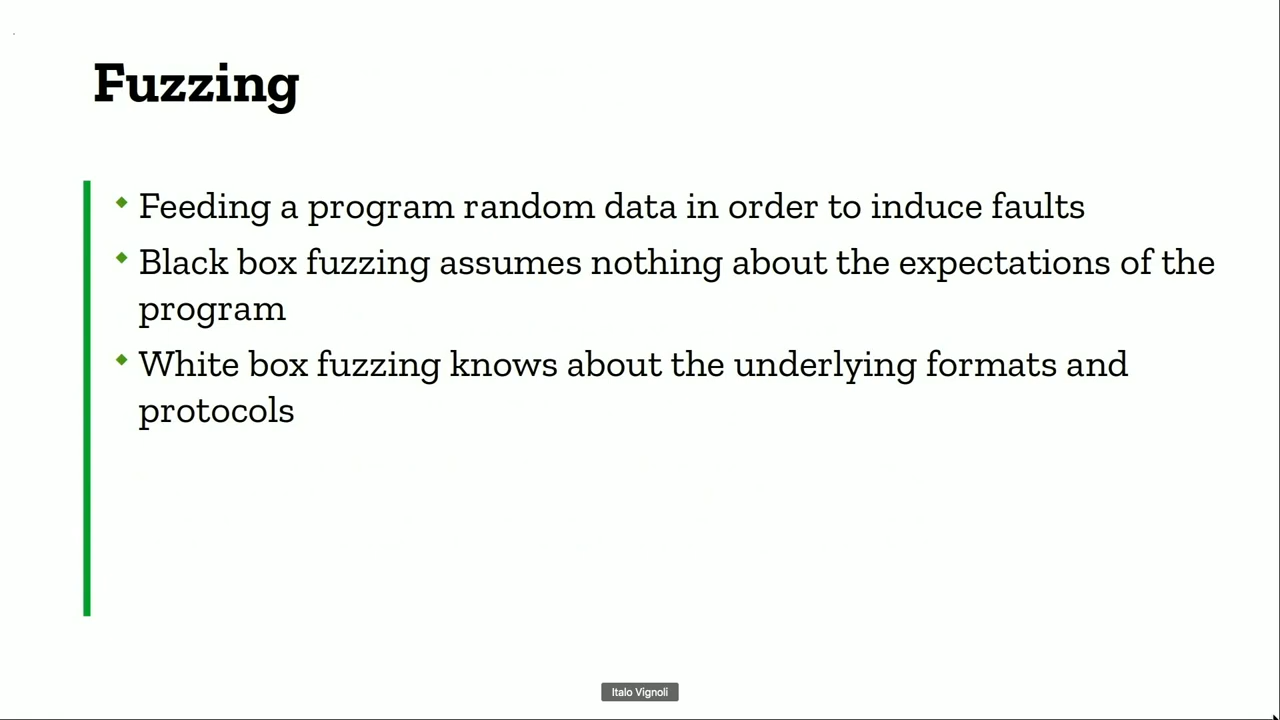 Fuzzing
Feeding a program random data in order to induce faults
Black box fuzzing assumes nothing about the expectations of the
program
White box fuzzing knows about the underlying formats and
protocols
Italo Vignoli